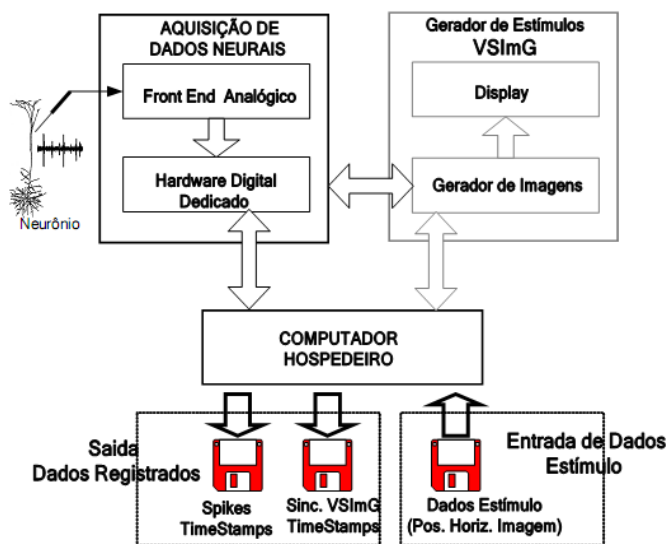 AQUISIÇÃO DE
DADOS NEURAIS
Front End Analógico
Hardware Digital
Dedicado
Neurônio
Gerador de Estímulos
VSImG
Display
Gerador de Imagens
COMPUTADOR
HOSPEDEIRO
Saida
Dados Registrados
Spikes
TimeStamps
Sinc. VSImG
TimeStamps
Entrada de Dados
Estímulo
Dados Estímulo
(Pos. Horiz. Imagem)